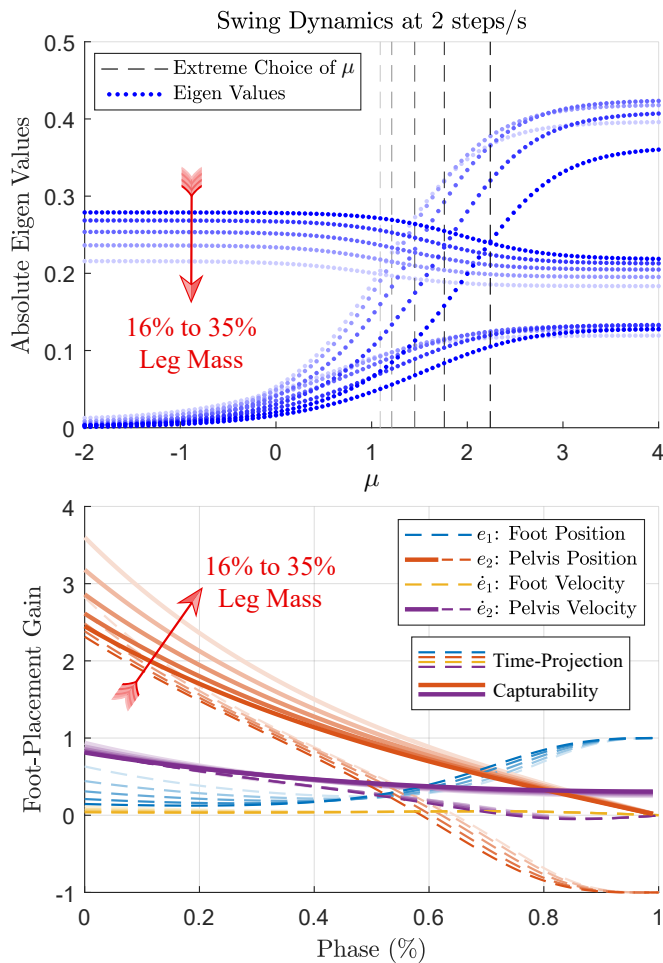 Swing Dynamics at 2 steps/s
0.5
0.4
0.3
0.2
0.1
0
Absolute Eigen Values
Extreme Choice of μ
Eigen Values
16% to 35%
Leg Mass
-2 -1 0 1 2 3 4
μ
4
3
2
1
0
-1
Foot-Placement Gain
16% to 35%
Leg Mass
e₁: Foot Position
e₂: Pelvis Position
ė₁: Foot Velocity
ė₂: Pelvis Velocity
Time-Projection
Capturability
0 0.2 0.4 0.6 0.8 1
Phase (%)